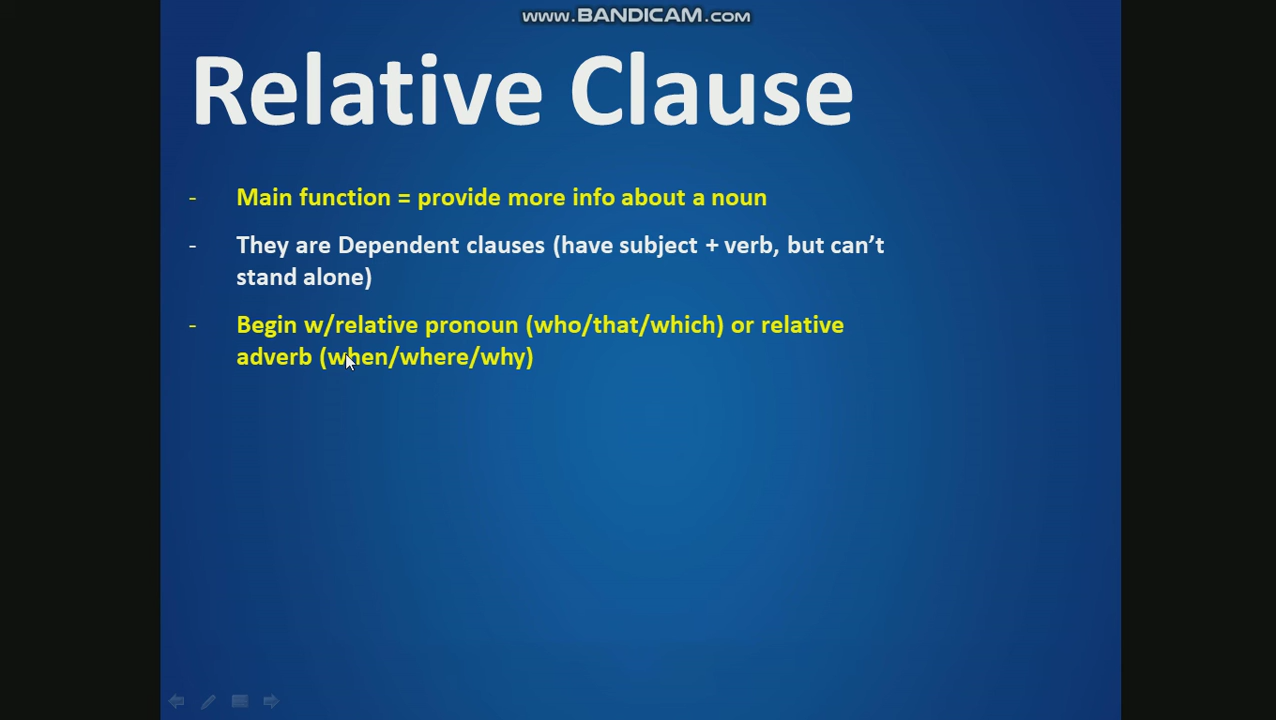 www.BANDICAM.com
Relative Clause
- Main function = provide more info about a noun
- They are Dependent clauses (have subject + verb, but can’t
stand alone)
- Begin w/relative pronoun (who/that/which) or relative
adverb (when/where/why)